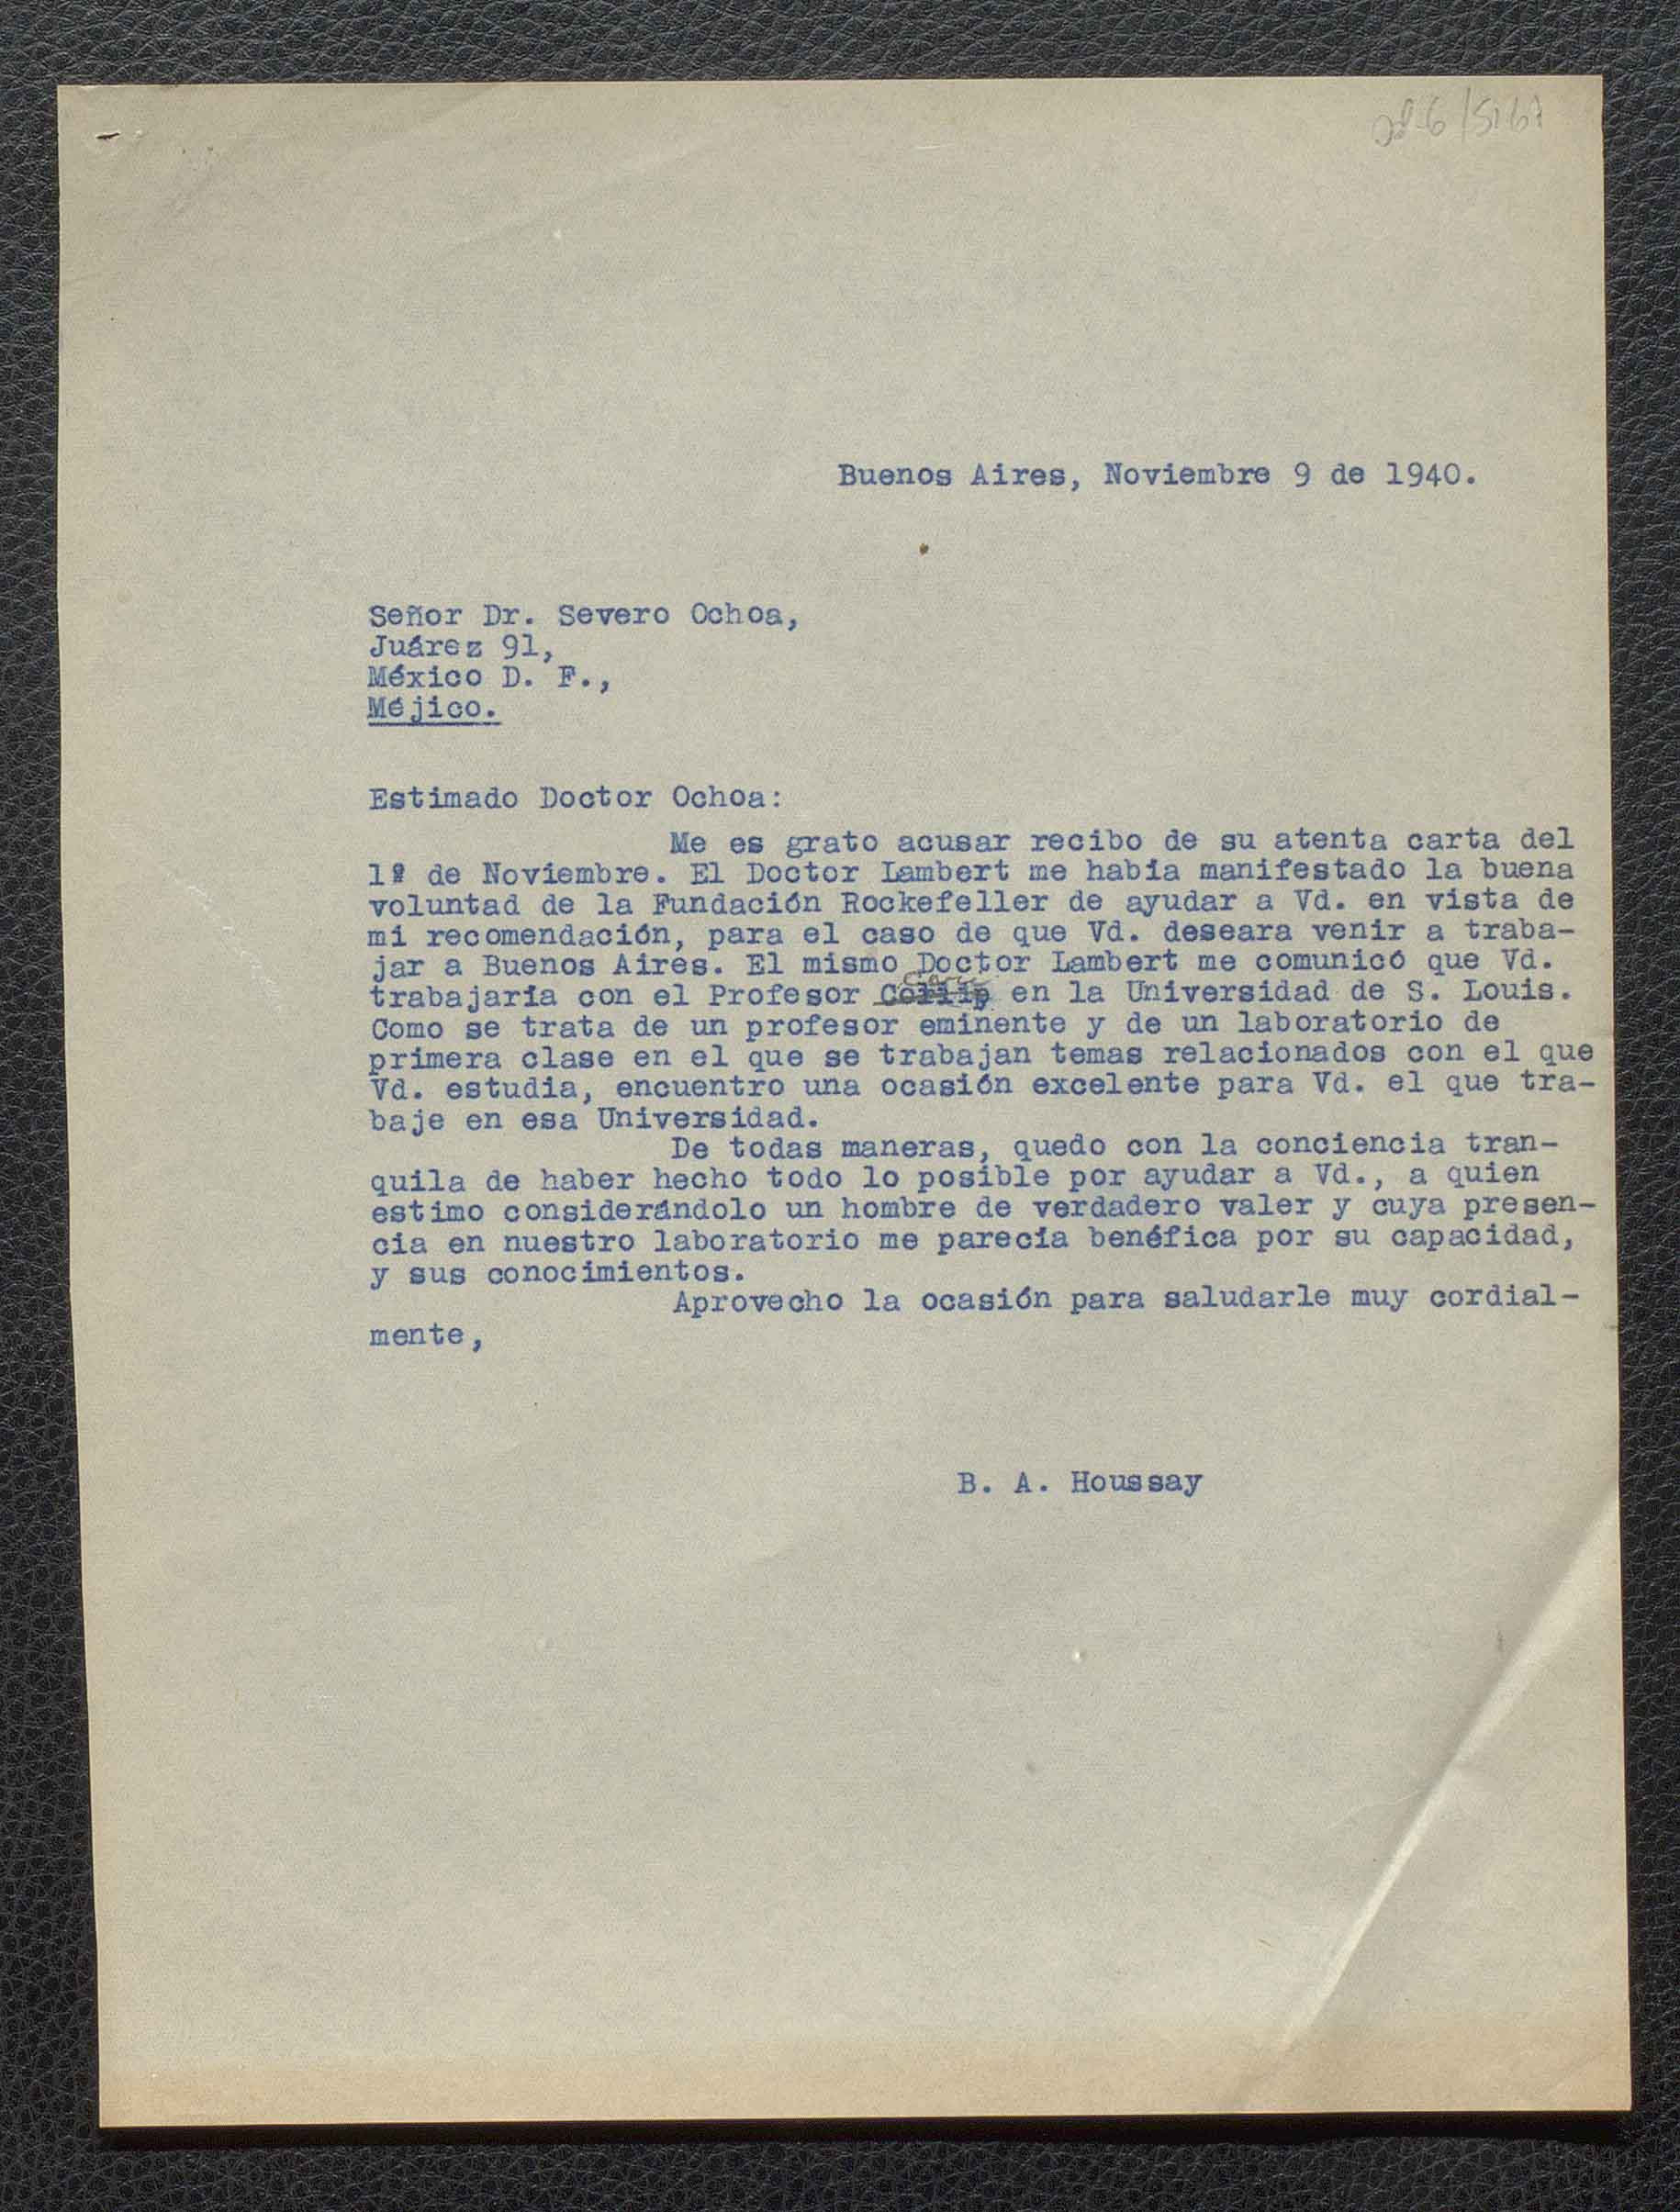 Buenos Aires, Noviembre 9 de 1940.
Señor Dr. Severo Ochoa,
Juárez 91,
México D. F.,
Méjico.
Estimado Doctor Ochoa:
Me es grato acusar recibo de su atenta carta del
1º de Noviembre. El Doctor Lambert me había manifestado la buena
voluntad de la Fundación Rockefeller de ayudar a Vd. en vista de
mi recomendación, para el caso de que Vd. deseara venir a traba-
jar a Buenos Aires. El mismo Doctor Lambert me comunicó que Vd.
trabajaría con el Profesor Collip en la Universidad de S. Louis.
Como se trata de un profesor eminente y de un laboratorio de
primera clase en el que se trabajan temas relacionados con el que
Vd. estudia, encuentro una ocasión excelente para Vd. el que tra-
baje en esa Universidad.
De todas maneras, quedo con la conciencia tran-
quila de haber hecho todo lo posible por ayudar a Vd., a quien
estimo considerándolo un hombre de verdadero valer y cuya presen-
cia en nuestro laboratorio me parecía benéfica por su capacidad,
y sus conocimientos.
Aprovecho la ocasión para saludarle muy cordial-
mente,
B. A. Houssay